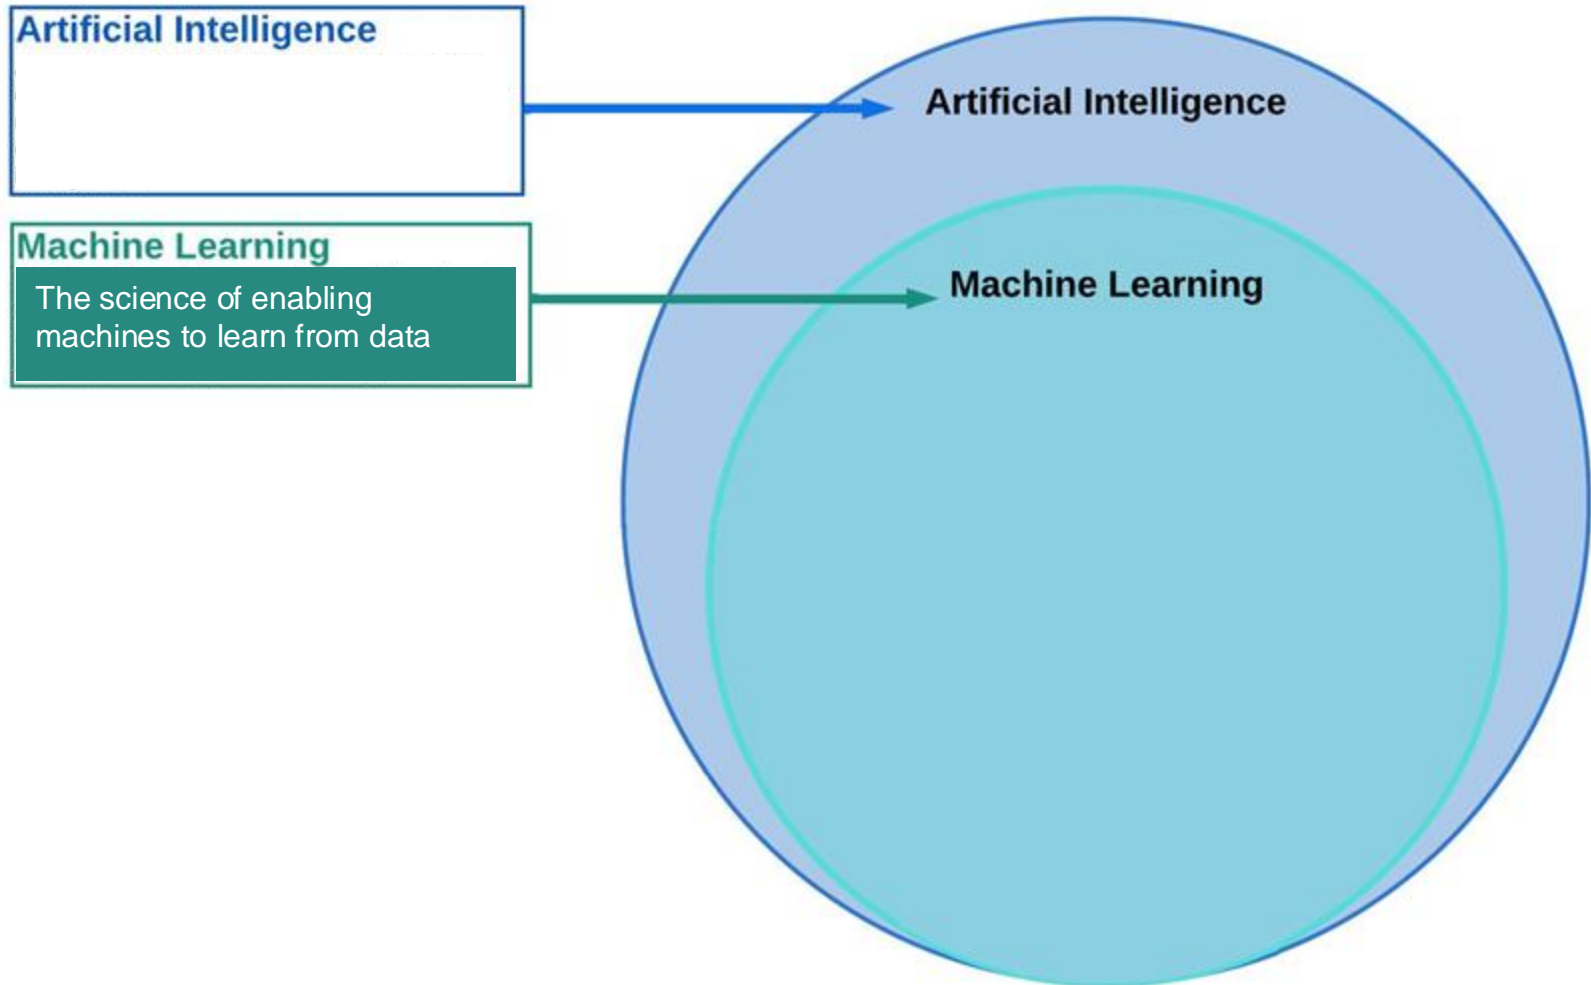 Artificial Intelligence
Artificial Intelligence
Machine Learning
The science of enabling
machines to learn from data
Machine Learning